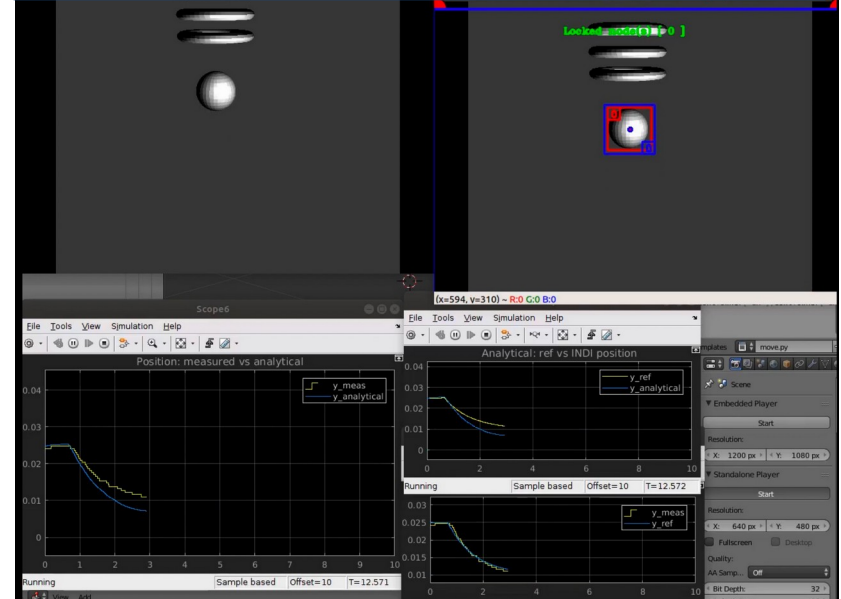 Locked mode(s) [ 0 ]
0
0
(x=594, y=310) ~ R:0 G:0 B:0
Scope6
File Tools View Simulation Help
Position: measured vs analytical
y_meas
y_analytical
0.04
0.03
0.02
0.01
0
0 1 2 3 4 5 6 7 8 9 10
Running Sample based Offset=10 T=12.571
View Add
File Tools View Simulation Help
Analytical: ref vs INDI position
y_ref
y_analytical
0.04
0.03
0.02
0.01
0
0 2 4 6 8 10
Running Sample based Offset=10 T=12.572
y_meas
y_ref
0.03
0.025
0.02
0.015
0.01
0 2 4 6 8 10
mplates move.py
Scene
Embedded Player
Start
Resolution:
X: 1200 px Y: 1080 px
Standalone Player
Start
Resolution:
X: 640 px Y: 480 px
Fullscreen Desktop
Quality:
AA Samp... Off
Bit Depth: 32